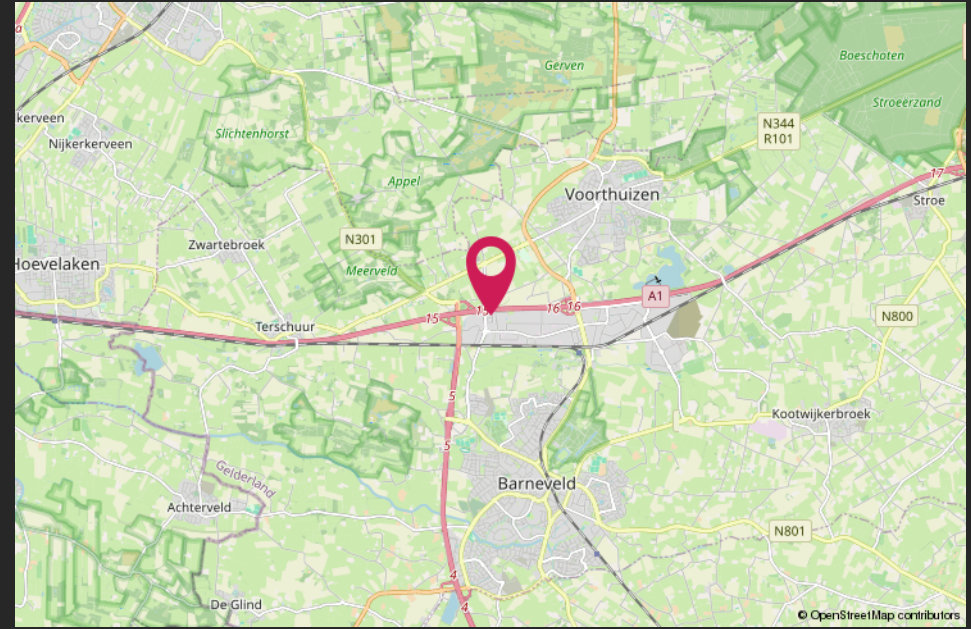 a
Gerven
Boeschoten
Stroeerzand
kerveen
N344
R101
Slichtenhorst
Nijkerkerveen
17
Appel
Voorthuizen
Stroe
N301
Zwartebroek
Hoevelaken
Meerveld
A1
15
16
16
N800
Terschuur
5
Kootwijkerbroek
5
Gelderland
Barneveld
Achterveld
N801
4
De Glind
4
© OpenStreetMap contributors